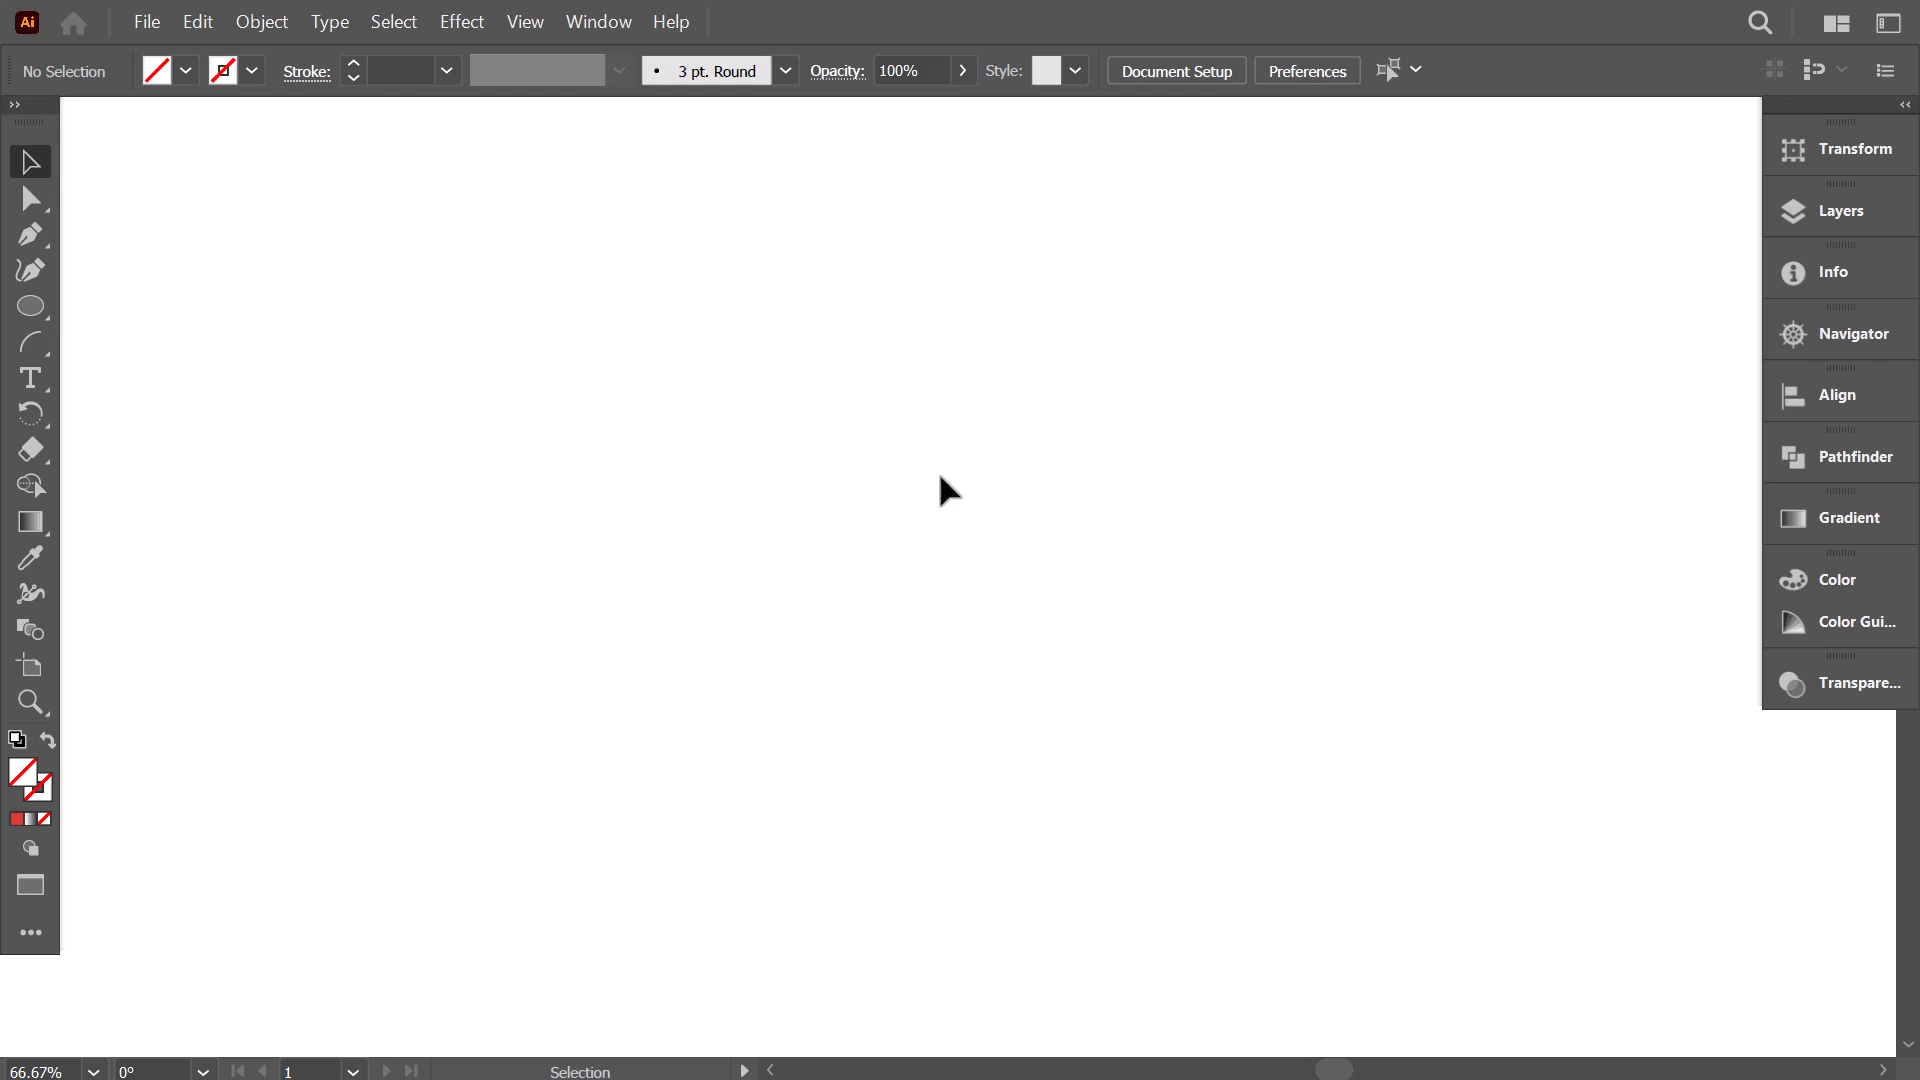 Ai File Edit Object Type Select Effect View Window Help
No Selection Stroke: 3 pt. Round Opacity: 100% Style: Document Setup Preferences
Transform
Layers
Info
Navigator
Align
Pathfinder
Gradient
Color
Color Gui...
Transpare...
66.67% 0° 1 Selection